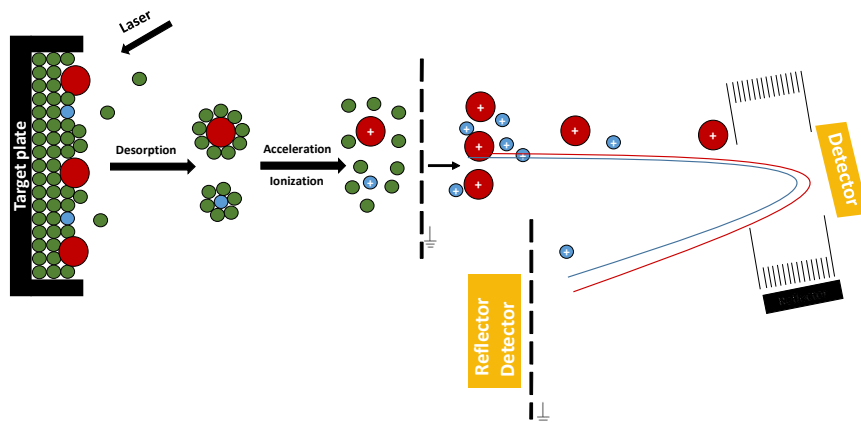 Laser
Target plate
Desorption
Acceleration
Ionization
Detector
Reflector
Detector